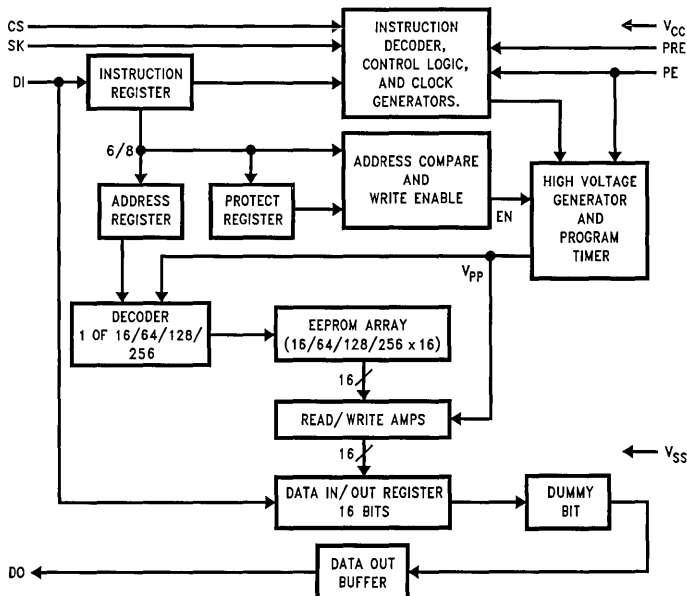 CS
SK
DI
INSTRUCTION
REGISTER
INSTRUCTION
DECODER,
CONTROL LOGIC,
AND CLOCK
GENERATORS.
VCC
PRE
PE
6/8
ADDRESS
REGISTER
PROTECT
REGISTER
ADDRESS COMPARE
AND
WRITE ENABLE
EN
HIGH VOLTAGE
GENERATOR
AND
PROGRAM
TIMER
VPP
DECODER
1 OF 16/64/128/
256
EEPROM ARRAY
(16/64/128/256 x 16)
16
READ/WRITE AMPS
16
VSS
DATA IN/OUT REGISTER
16 BITS
DUMMY
BIT
DO
DATA OUT
BUFFER